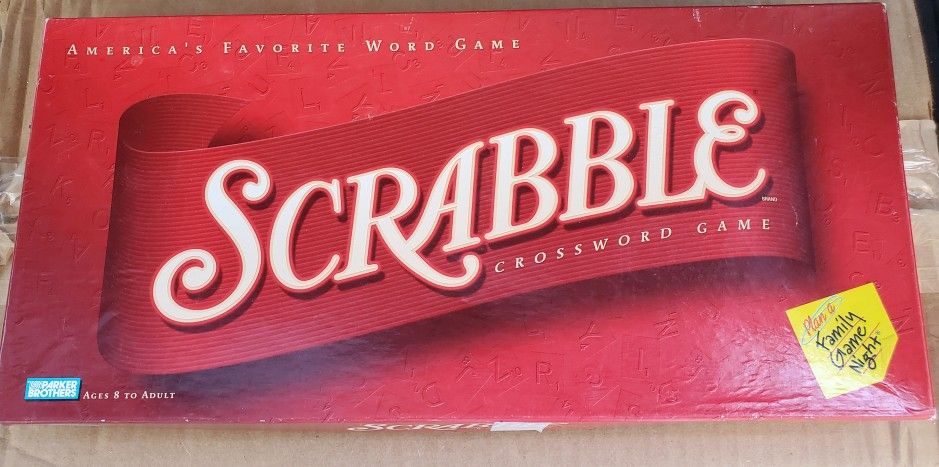 AMERICA'S FAVORITE WORD GAME
SCRABBLE
BRAND
CROSSWORD GAME
Plan a
Family
Game
Night
PARKER
BROTHERS
AGES 8 TO ADULT